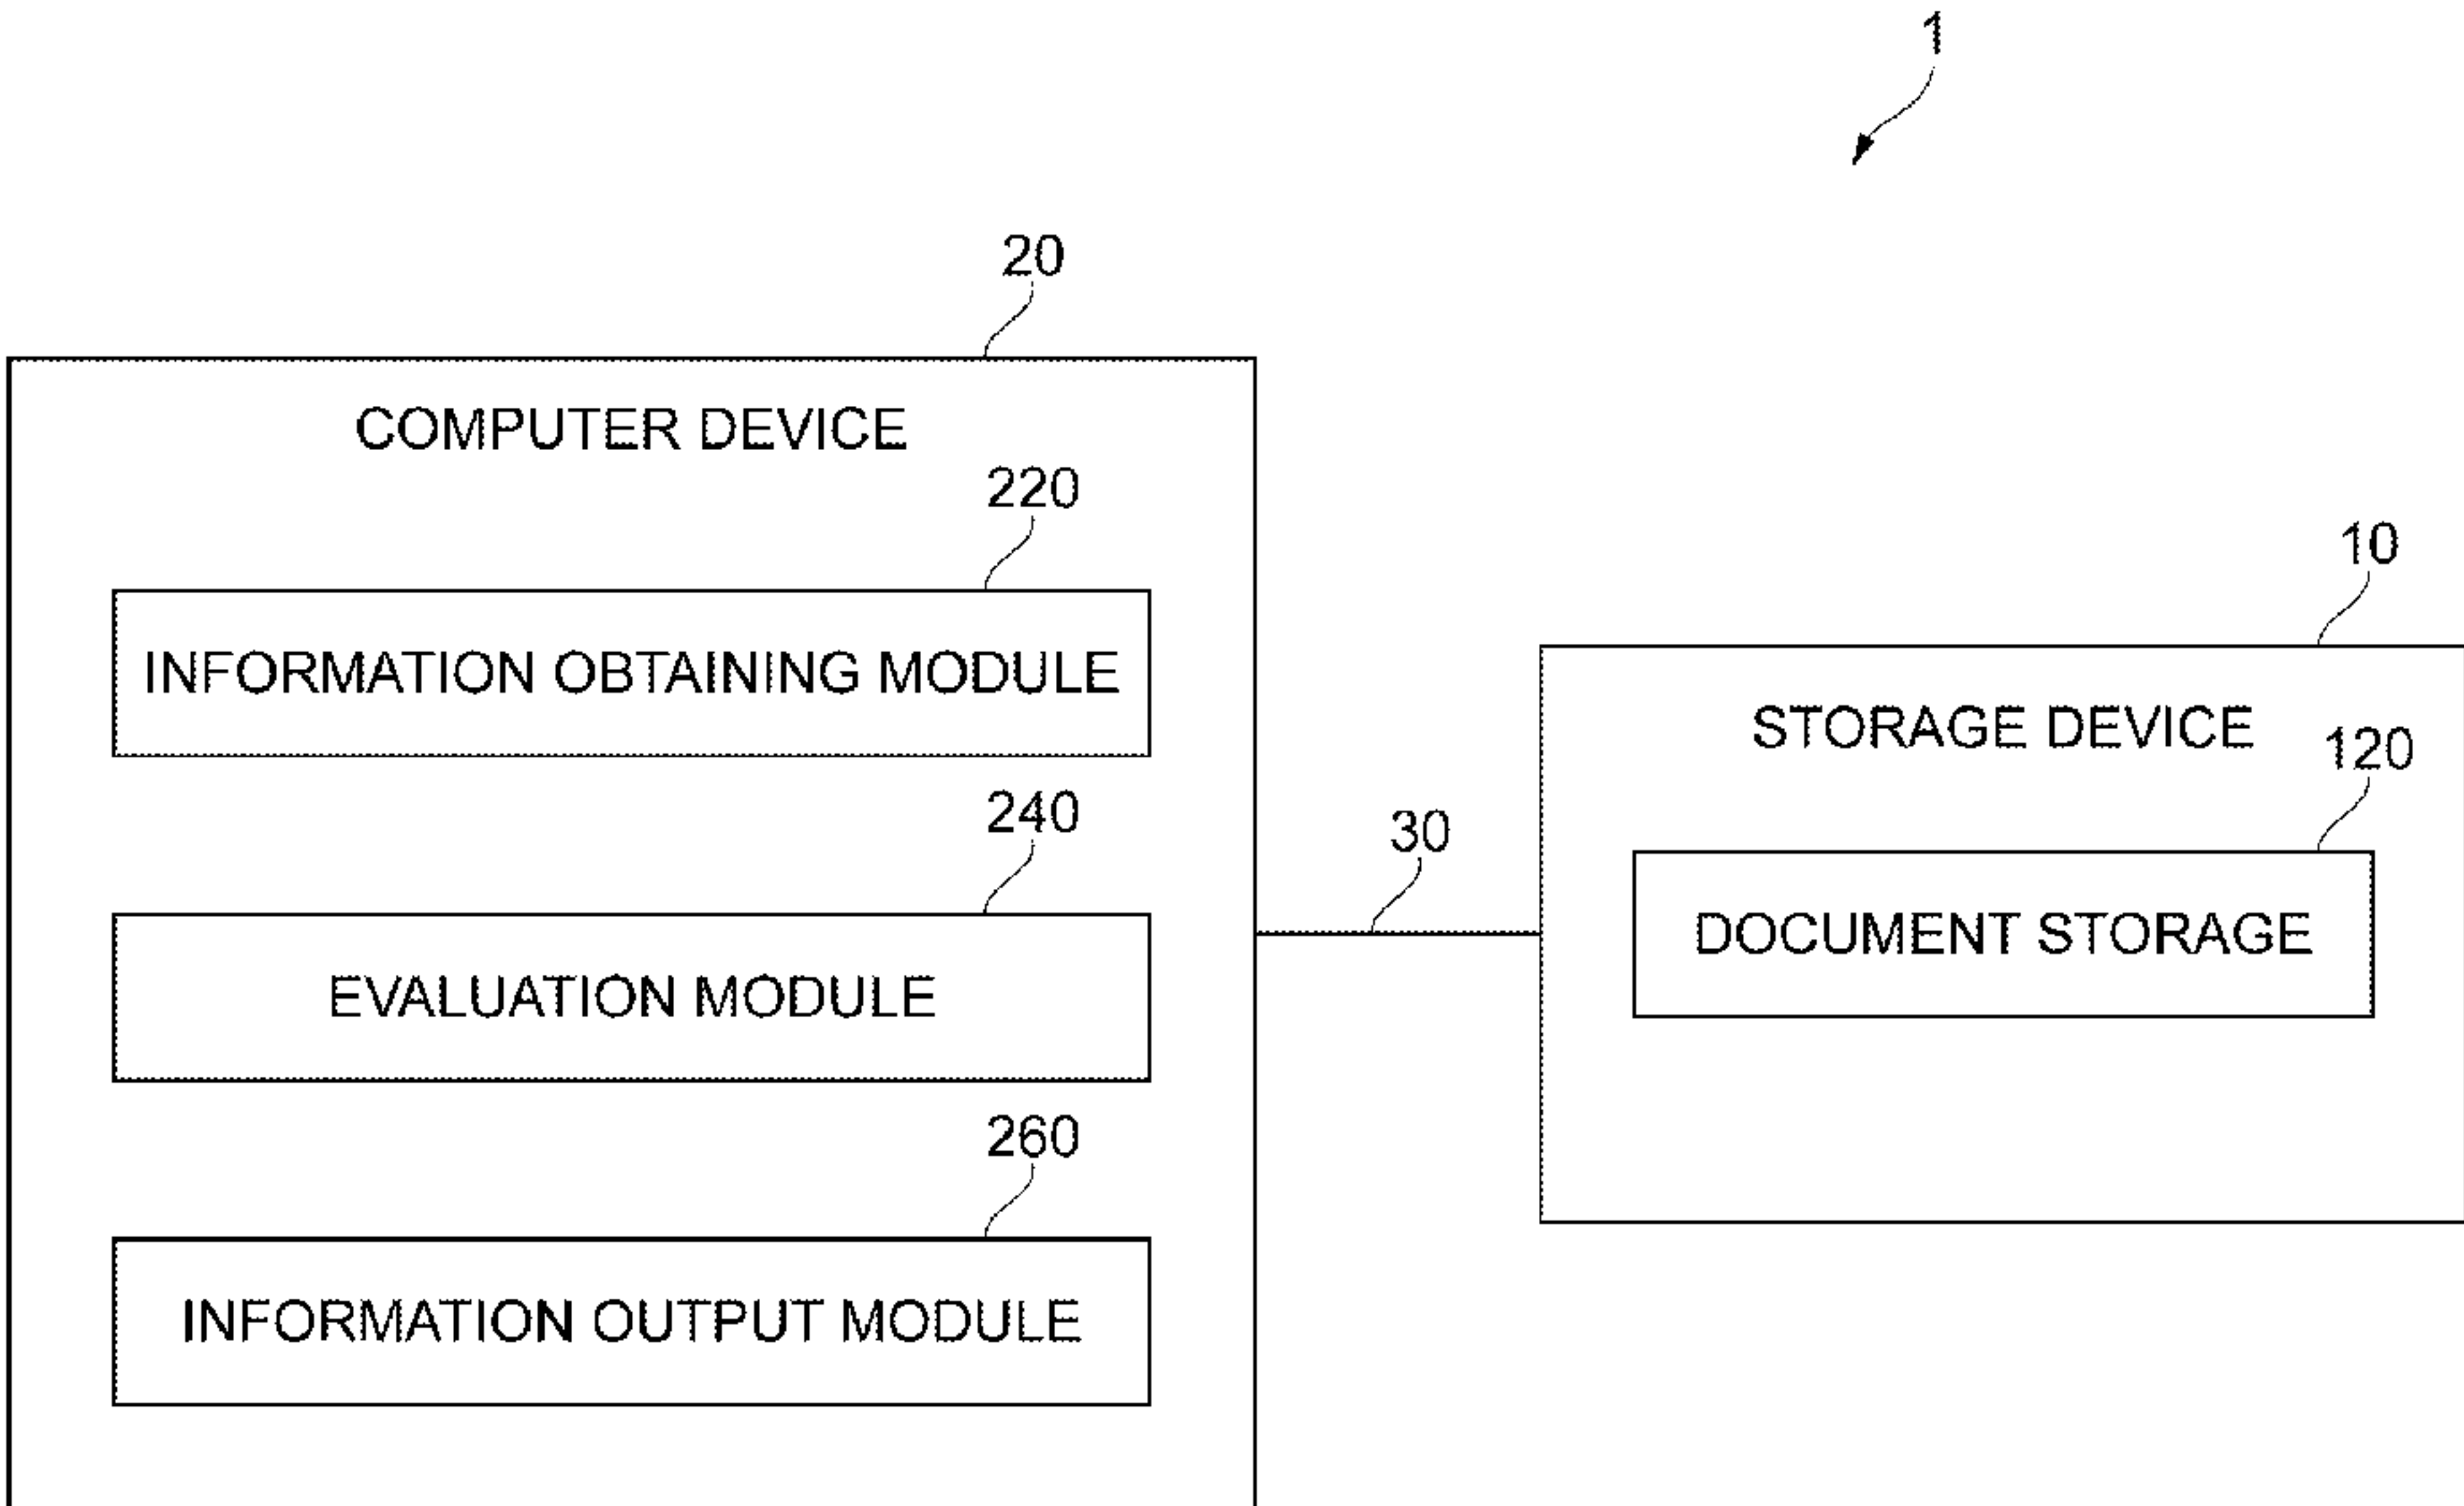 1
20
COMPUTER DEVICE
220
INFORMATION OBTAINING MODULE
240
EVALUATION MODULE
260
INFORMATION OUTPUT MODULE
30
10
STORAGE DEVICE
120
DOCUMENT STORAGE